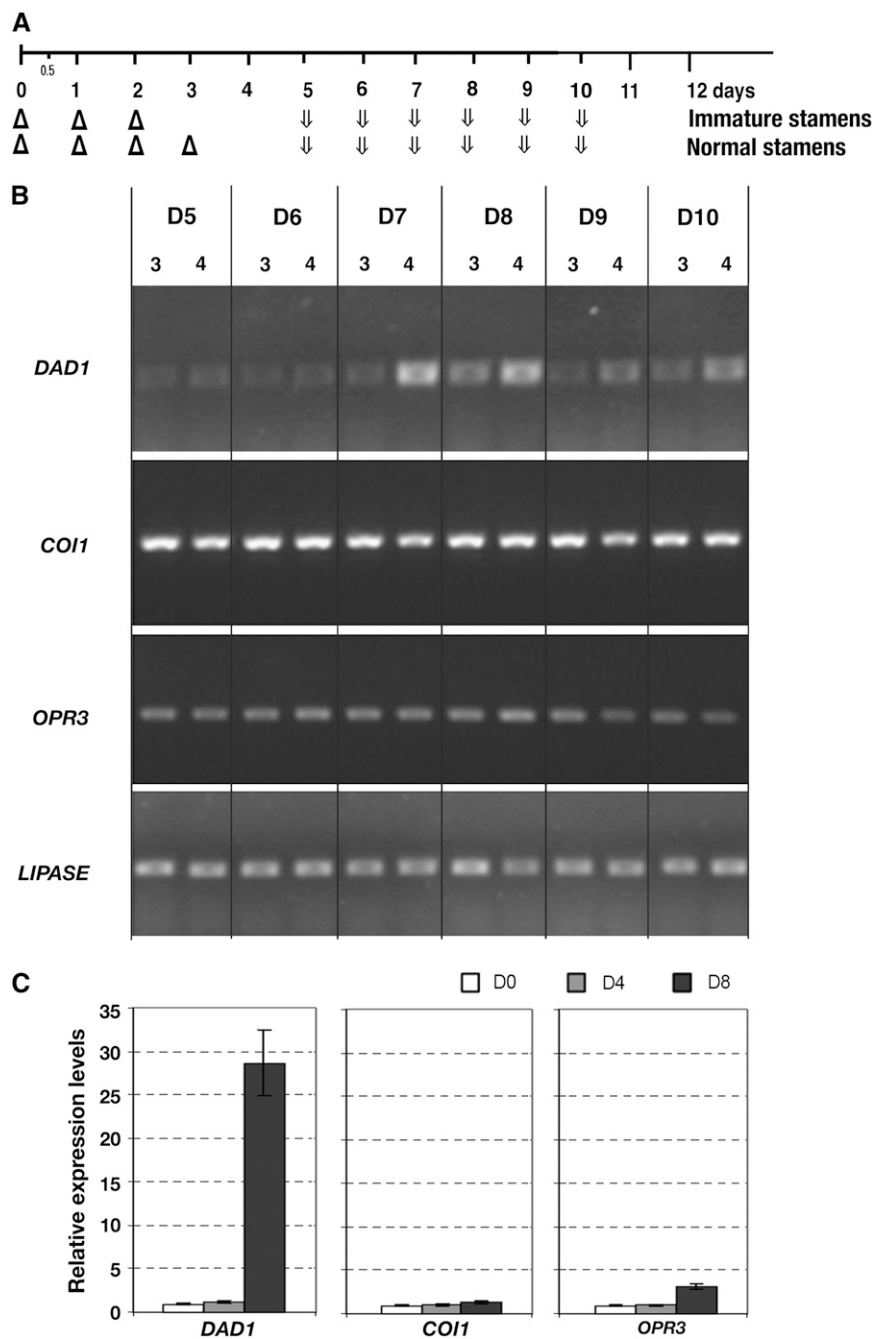 A
0.5
0 1 2 3 4 5 6 7 8 9 10 11 12 days
Δ Δ Δ ⇓ ⇓ ⇓ ⇓ ⇓ ⇓ Immature stamens
Δ Δ Δ Δ ⇓ ⇓ ⇓ ⇓ ⇓ ⇓ Normal stamens
B
D5 D6 D7 D8 D9 D10
3 4 3 4 3 4 3 4 3 4 3 4
DAD1
COI1
OPR3
LIPASE
C
D0 D4 D8
Relative expression levels
35
30
25
20
15
10
5
0
DAD1 COI1 OPR3